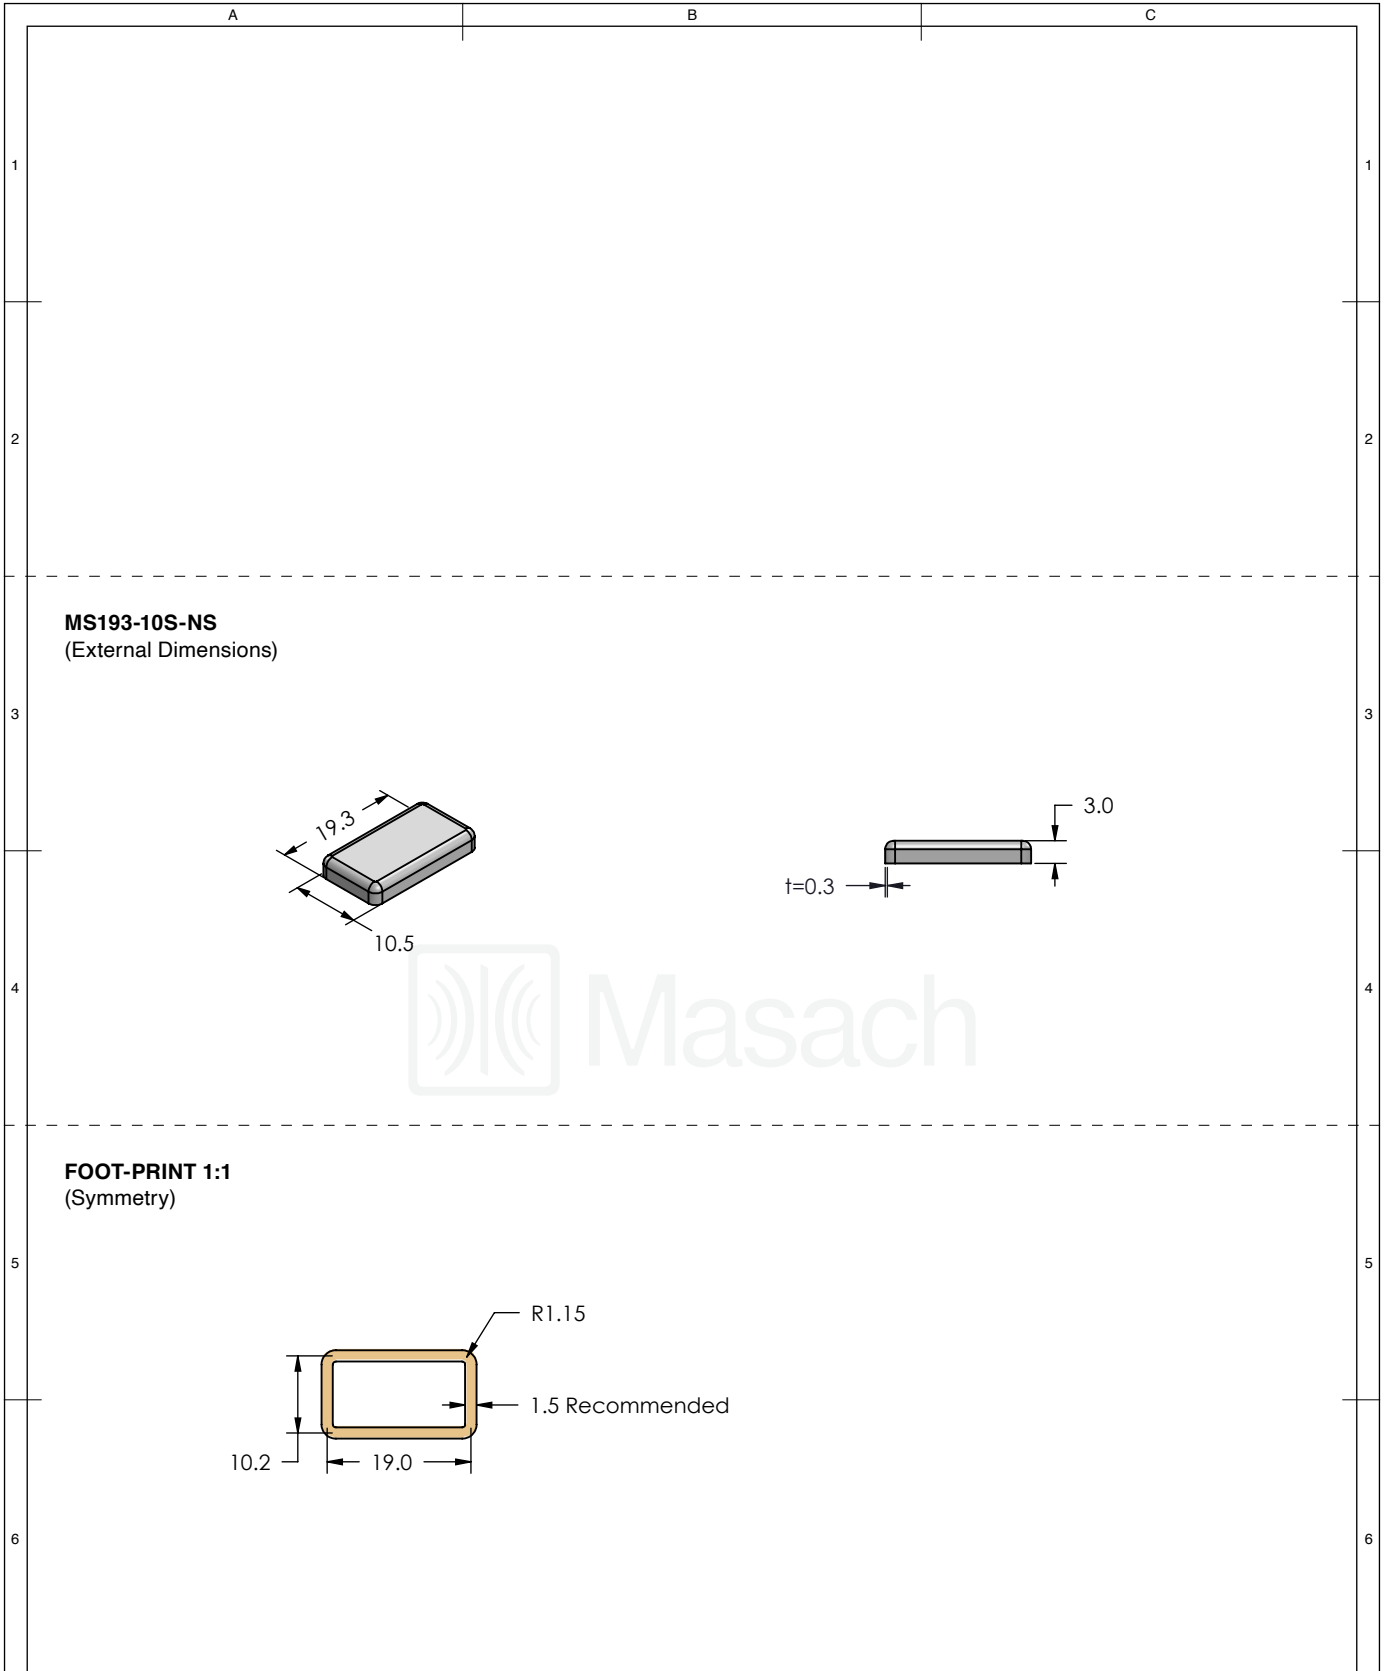 A B C
1 1
2 2
MS193-10S-NS
(External Dimensions)
3 3
19.3
3.0
t=0.3
10.5
4 4
Masach
FOOT-PRINT 1:1
(Symmetry)
5 5
R1.15
1.5 Recommended
10.2 19.0
6 6